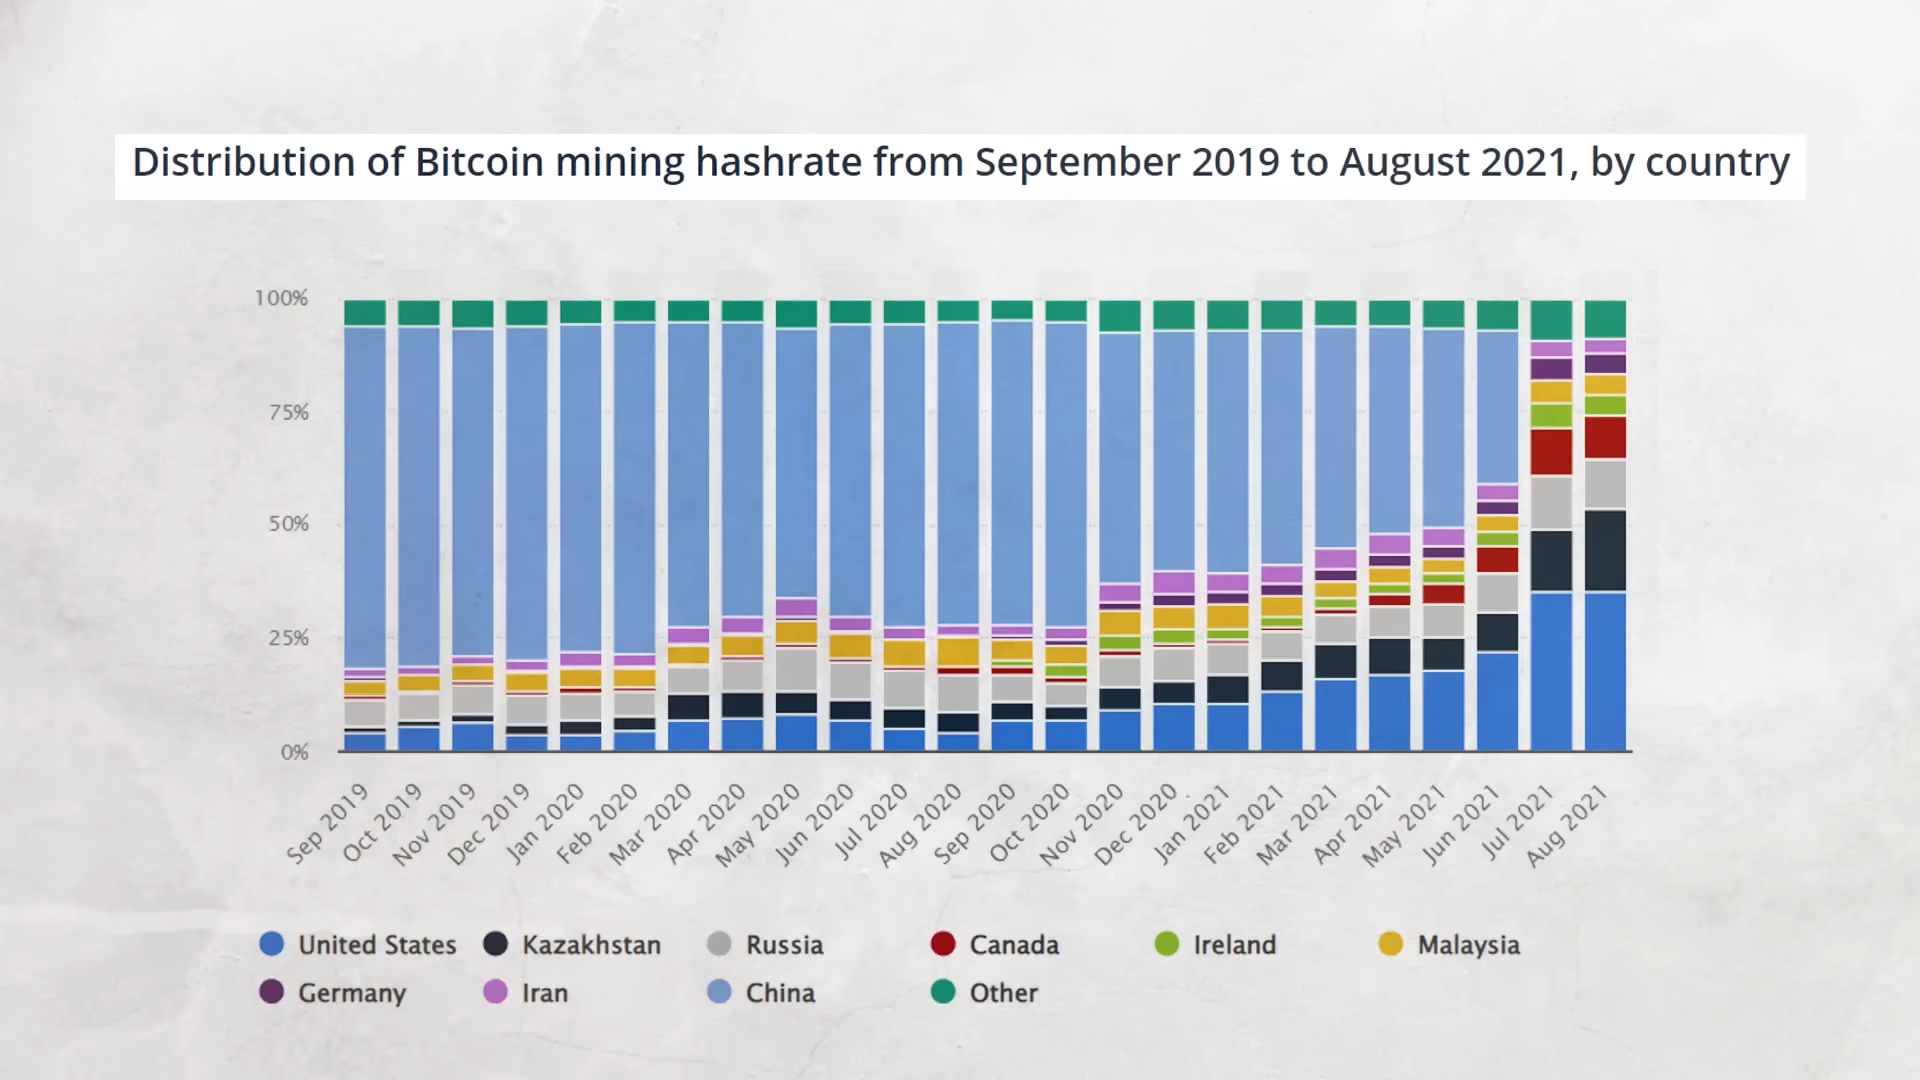 Distribution of Bitcoin mining hashrate from September 2019 to August 2021, by country
100%
75%
50%
25%
0%
Sep 2019
Oct 2019
Nov 2019
Dec 2019
Jan 2020
Feb 2020
Mar 2020
Apr 2020
May 2020
Jun 2020
Jul 2020
Aug 2020
Sep 2020
Oct 2020
Nov 2020
Dec 2020
Jan 2021
Feb 2021
Mar 2021
Apr 2021
May 2021
Jun 2021
Jul 2021
Aug 2021
United States Kazakhstan Russia Canada Ireland Malaysia
Germany Iran China Other